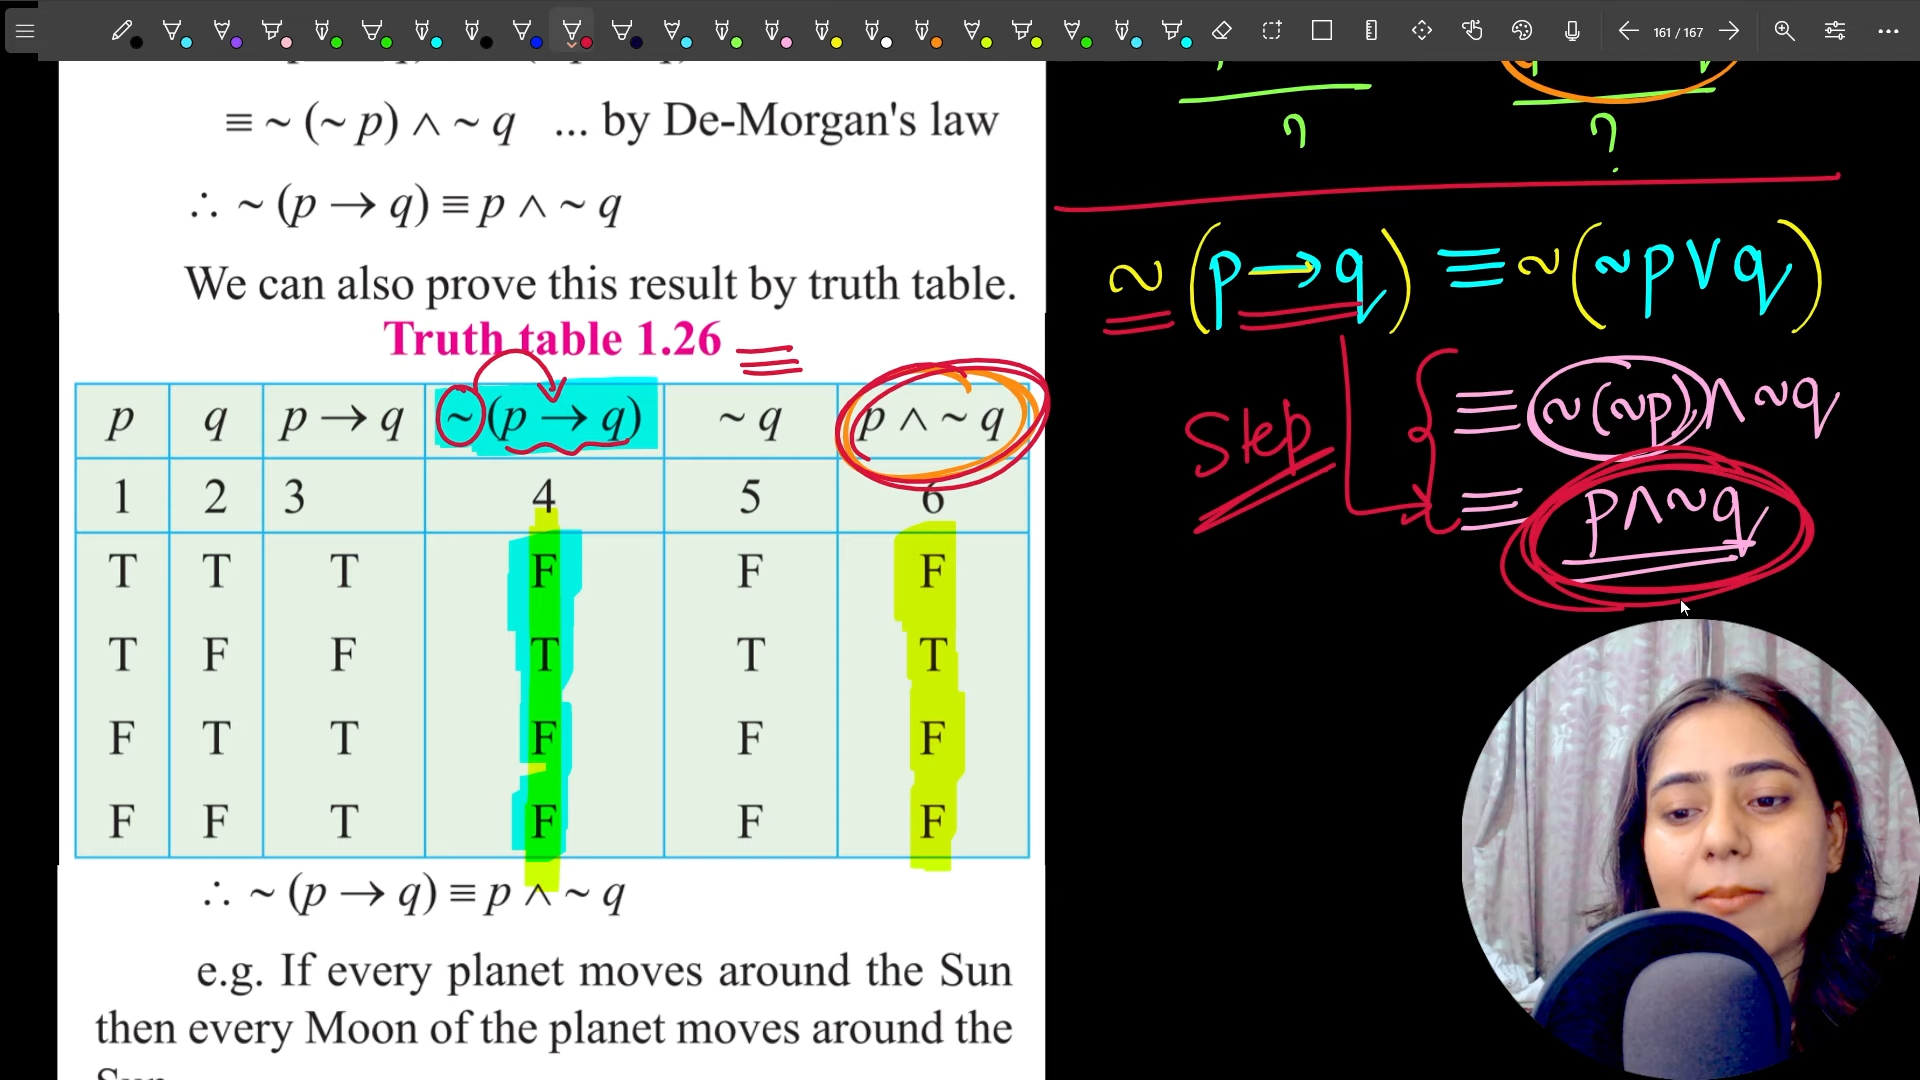 161 / 167
≡ ~ (~ p) ∧ ~ q ... by De-Morgan's law
∴ ~ (p → q) ≡ p ∧ ~ q
We can also prove this result by truth table.
Truth table 1.26
p q p → q ~ (p → q) ~ q p ∧ ~ q
1 2 3 4 5 6
T T T F F F
T F F T T T
F T T F F F
F F T F F F
∴ ~ (p → q) ≡ p ∧ ~ q
e.g. If every planet moves around the Sun
then every Moon of the planet moves around the
? ?
~ (p → q) ≡ ~ (~p ∨ q)
≡ ~(~p) ∧ ~q
Step
≡ p ∧ ~q